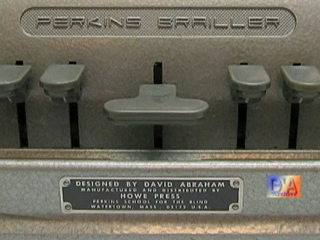 PERKINS BRAILLER
DESIGNED BY DAVID ABRAHAM
MANUFACTURED AND DISTRIBUTED BY
HOWE PRESS
PERKINS SCHOOL FOR THE BLIND
WATERTOWN, MASS. 02172 U.S.A.